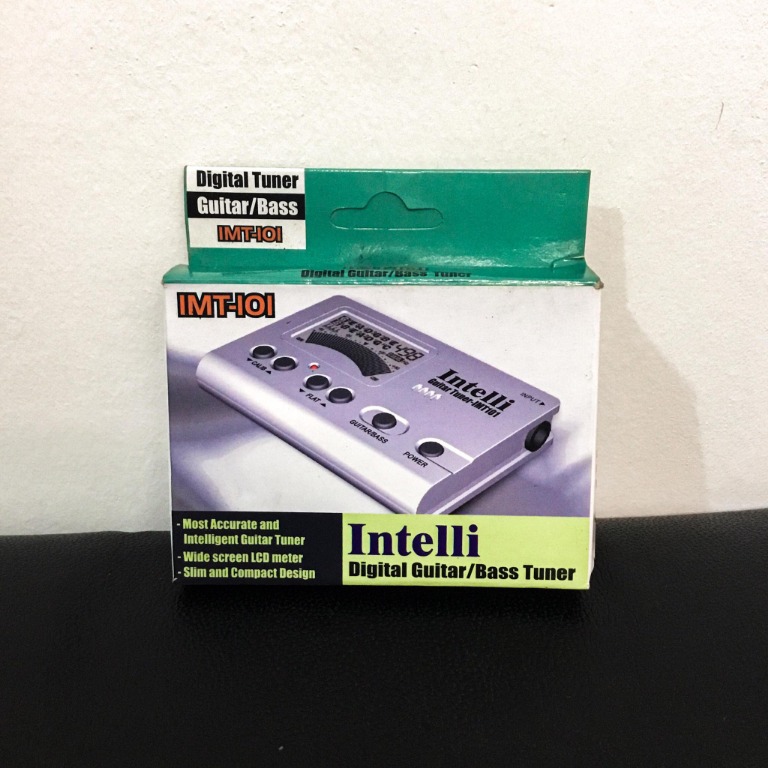 Digital Tuner
Guitar/Bass
IMT-101
Digital Guitar/Bass Tuner
IMT-101
Intelli
Guitar Tuner-IMT101
INPUT
CALIB
FLAT
GUITAR/BASS
POWER
- Most Accurate and
Intelligent Guitar Tuner
- Wide screen LCD meter
- Slim and Compact Design
Intelli
Digital Guitar/Bass Tuner